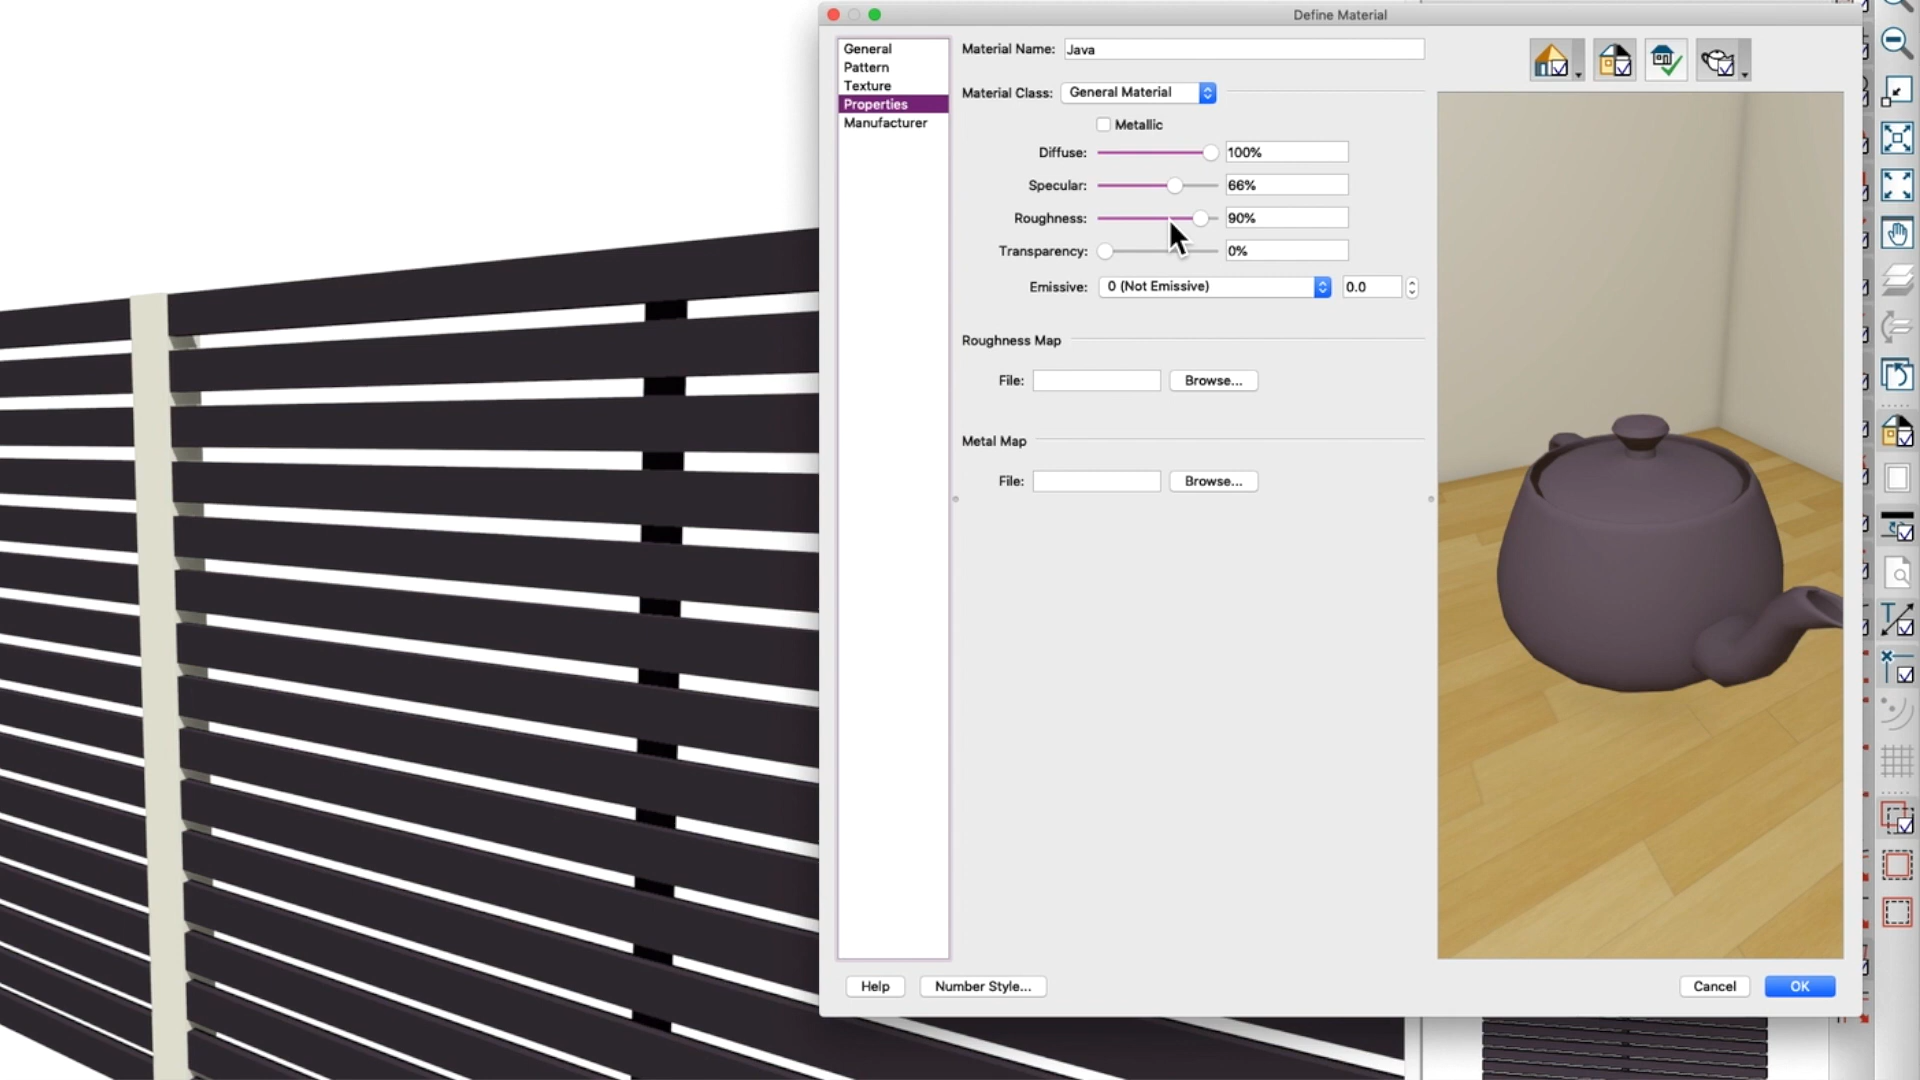 Define Material
General
Pattern
Texture
Properties
Manufacturer
Material Name: Java
Material Class: General Material
Metallic
Diffuse: 100%
Specular: 66%
Roughness: 90%
Transparency: 0%
Emissive: 0 (Not Emissive) 0.0
Roughness Map
File: Browse...
Metal Map
File: Browse...
Help Number Style... Cancel OK